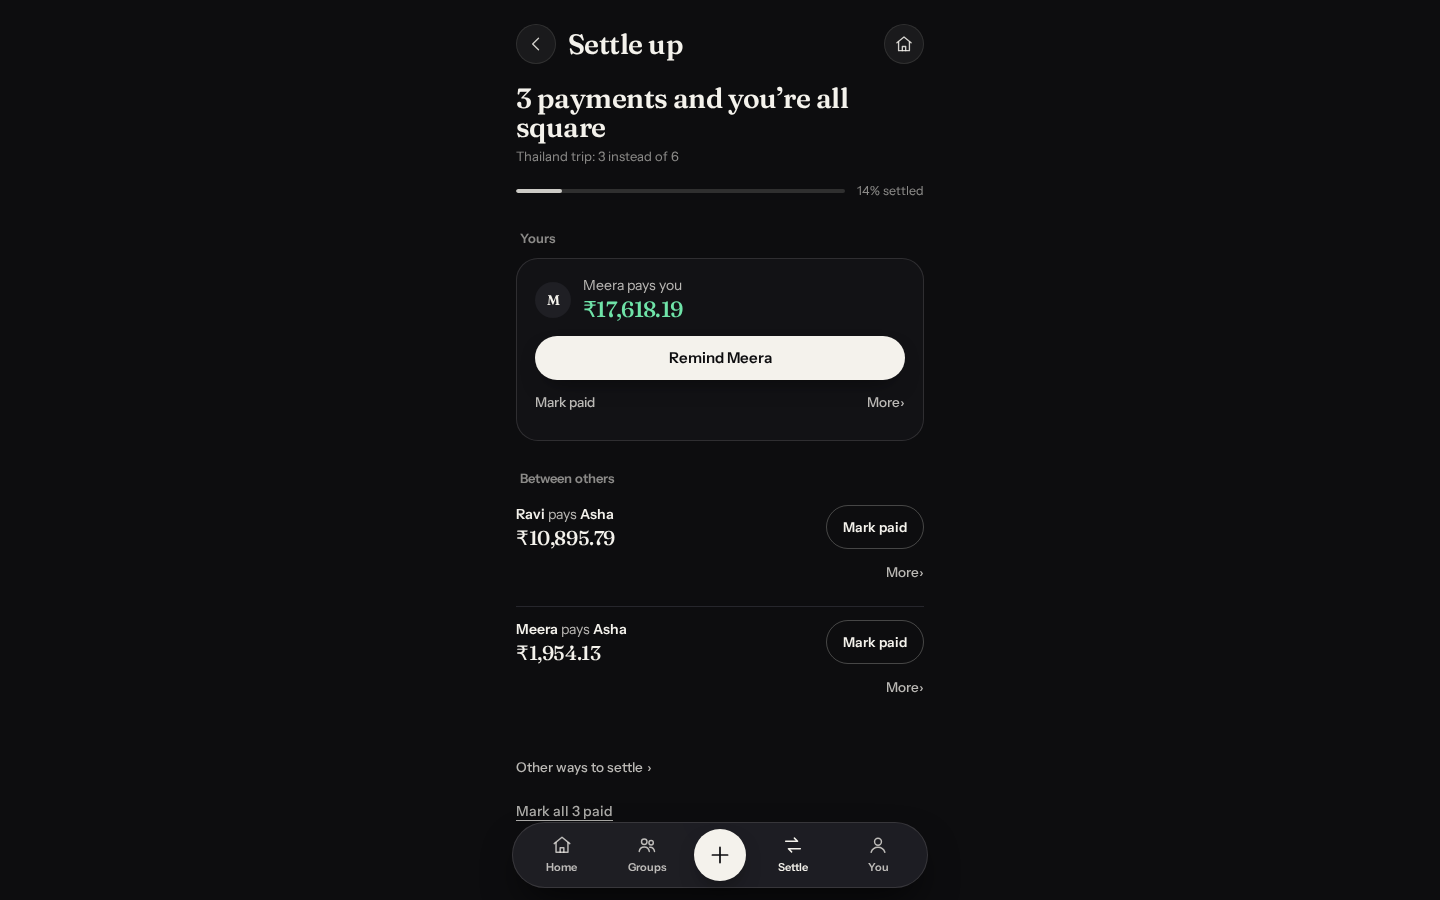 Settle up
3 payments and you’re all
square
Thailand trip: 3 instead of 6
14% settled
Yours
M
Meera pays you
₹17,618.19
Remind Meera
Mark paid
More›
Between others
Ravi pays Asha
₹10,895.79
Mark paid
More›
Meera pays Asha
₹1,954.13
Mark paid
More›
Other ways to settle ›
Mark all 3 paid
Home
Groups
Settle
You